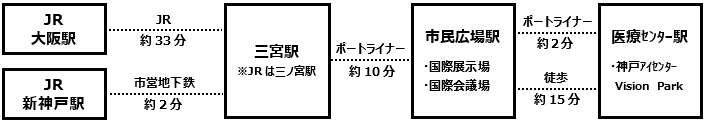 JR
大阪駅
JR
約33分
JR
新神戸駅
市営地下鉄
約2分
三宮駅
※JRは三ノ宮駅
ポートライナー
約10分
市民広場駅
・国際展示場
・国際会議場
ポートライナー
約2分
徒歩
約15分
医療ｾﾝﾀｰ駅
・神戸ｱｲｾﾝﾀｰ
Vision Park